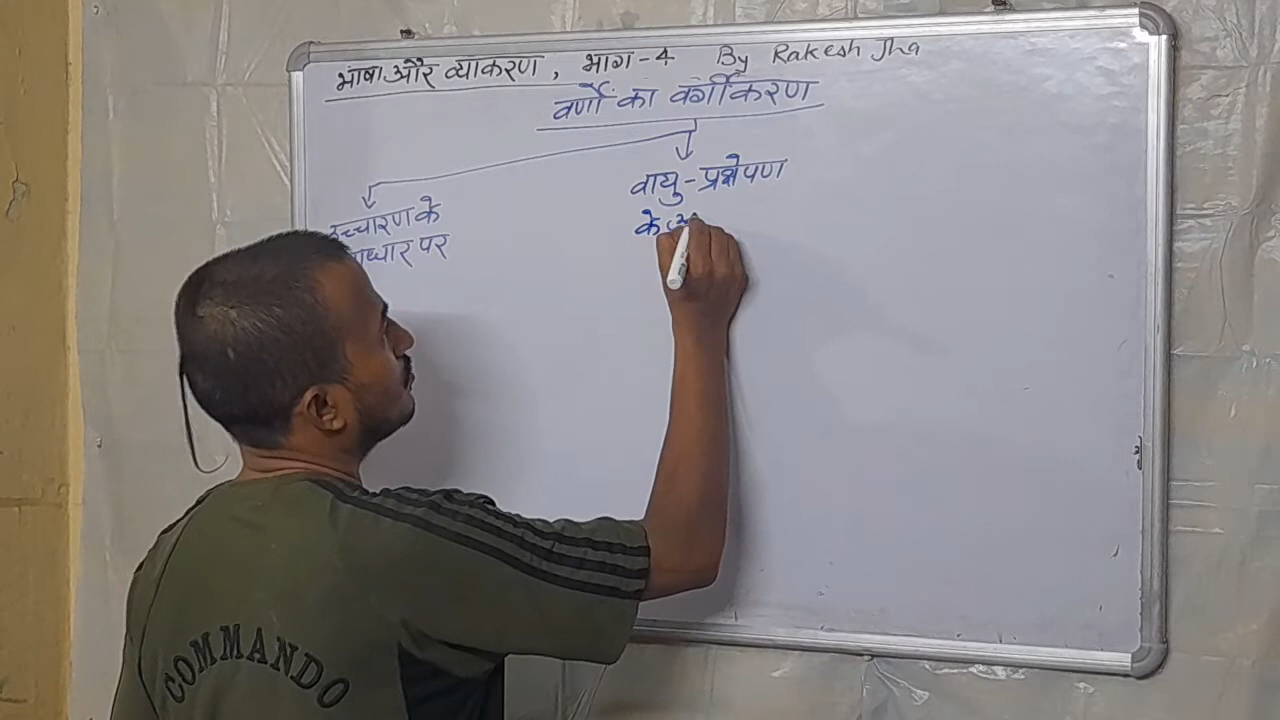 भाषा और व्याकरण, भाग-4 By Rakesh Jha
वर्णों का वर्गीकरण
उच्चारण के
आधार पर
वायु-प्रक्षेपण
के
COMMANDO